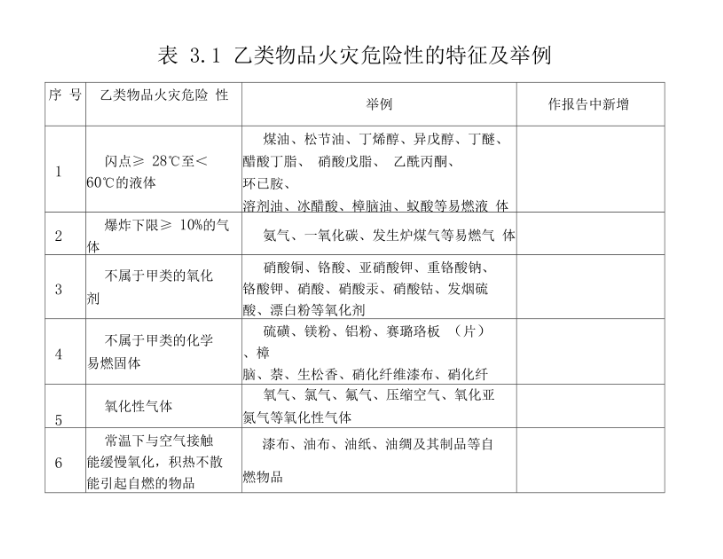 表 3.1 乙类物品火灾危险性的特征及举例
序 号 乙类物品火灾危险 性 举例 作报告中新增
1
闪点≥ 28℃至<
60℃的液体
煤油、松节油、丁烯醇、异戊醇、丁醚、
醋酸丁脂、 硝酸戊脂、 乙酰丙酮、
环已胺、
溶剂油、冰醋酸、樟脑油、蚁酸等易燃液 体
2
爆炸下限≥ 10%的气
体
氨气、一氧化碳、发生炉煤气等易燃气 体
3
不属于甲类的氧化
剂
硝酸铜、铬酸、亚硝酸钾、重铬酸钠、
铬酸钾、硝酸、硝酸汞、硝酸钴、发烟硫
酸、漂白粉等氧化剂
4
不属于甲类的化学
易燃固体
硫磺、镁粉、铝粉、赛璐珞板 （片）
、樟
脑、萘、生松香、硝化纤维漆布、硝化纤
5
氧化性气体
氧气、氯气、氟气、压缩空气、氧化亚
氮气等氧化性气体
6
常温下与空气接触
能缓慢氧化，积热不散
能引起自燃的物品
漆布、油布、油纸、油绸及其制品等自
燃物品